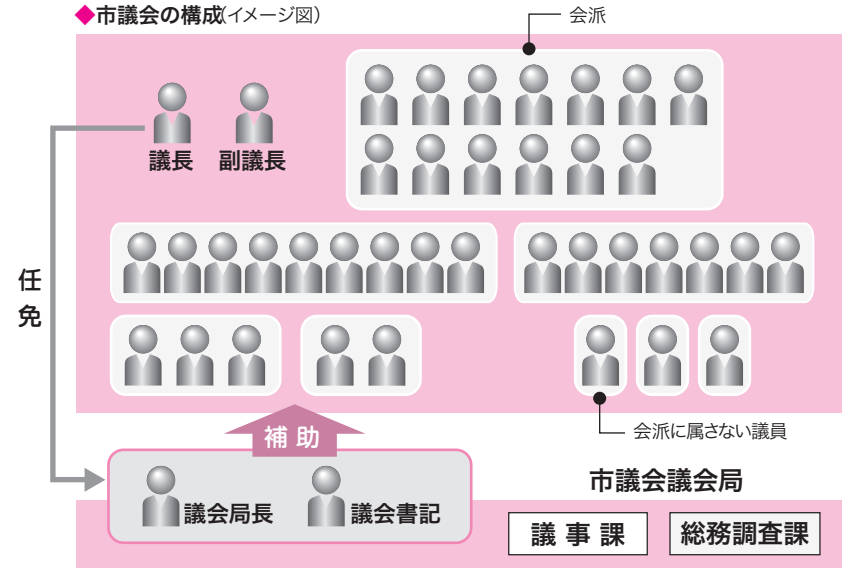 ◆市議会の構成(イメージ図)
会派
議長
副議長
任免
会派に属さない議員
補助
市議会議会局
議会局長
議会書記
議事課
総務調査課